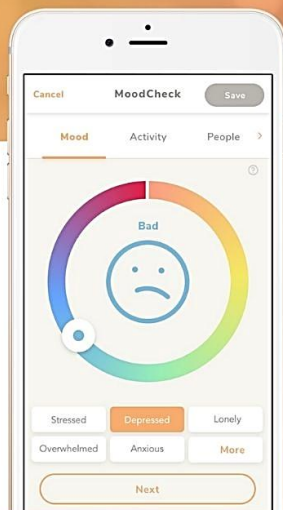 Cancel MoodCheck Save
Mood Activity People >
?
Bad
Stressed Depressed Lonely
Overwhelmed Anxious More
Next